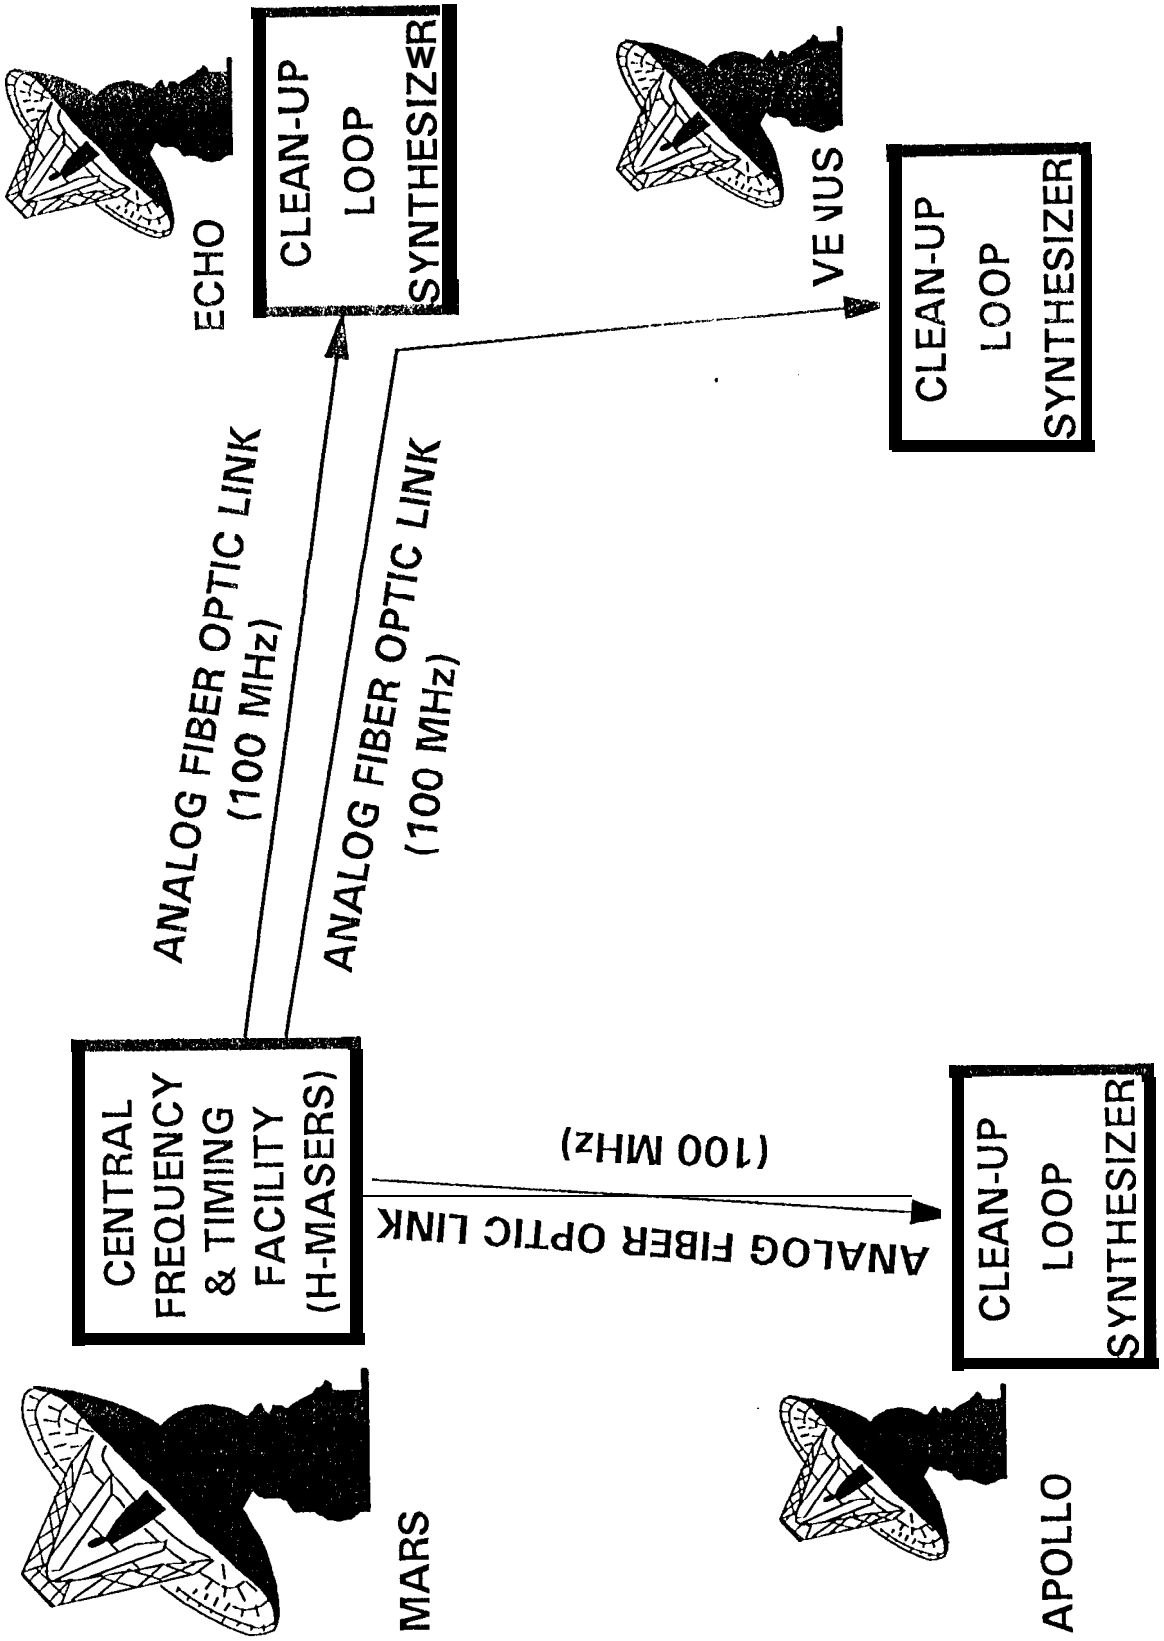 MARS
CENTRAL
FREQUENCY
& TIMING
FACILITY
(H-MASERS)
ANALOG FIBER OPTIC LINK
(100 MHz)
ANALOG FIBER OPTIC LINK
(100 MHz)
ECHO
CLEAN-UP
LOOP
SYNTHESIZER
ANALOG FIBER OPTIC LINK
(100 MHz)
APOLLO
CLEAN-UP
LOOP
SYNTHESIZER
VENUS
CLEAN-UP
LOOP
SYNTHESIZER